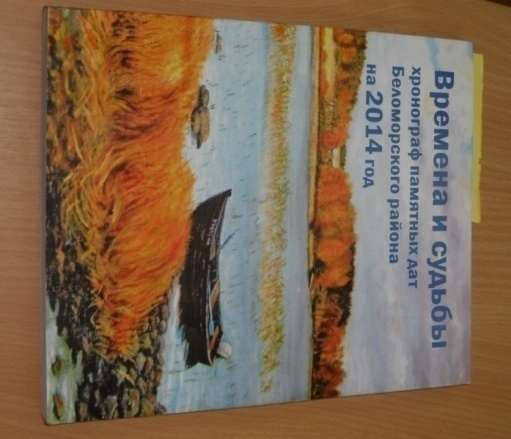 Времена и судьбы
хронограф памятных дат
Беломорского района
на 2014 год